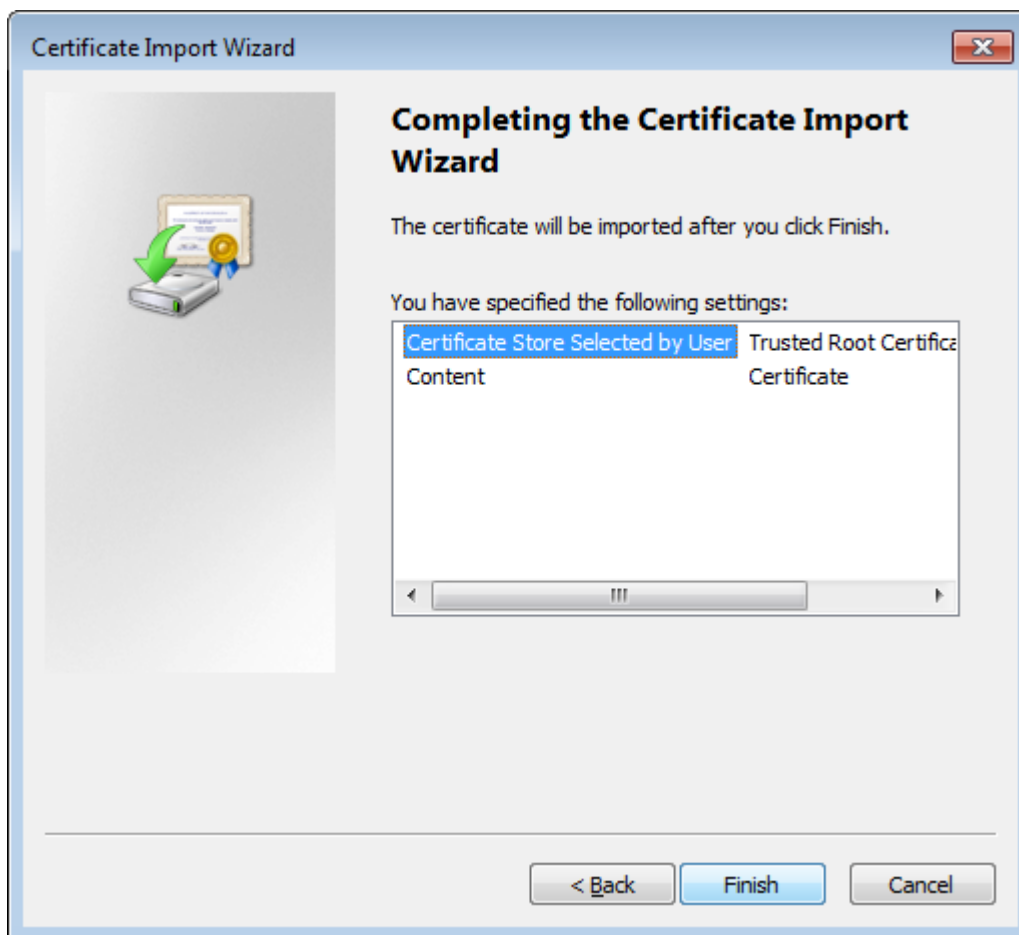 Certificate Import Wizard
Completing the Certificate Import
Wizard
The certificate will be imported after you click Finish.
You have specified the following settings:
Certificate Store Selected by User Trusted Root Certifica
Content Certificate
< Back Finish Cancel